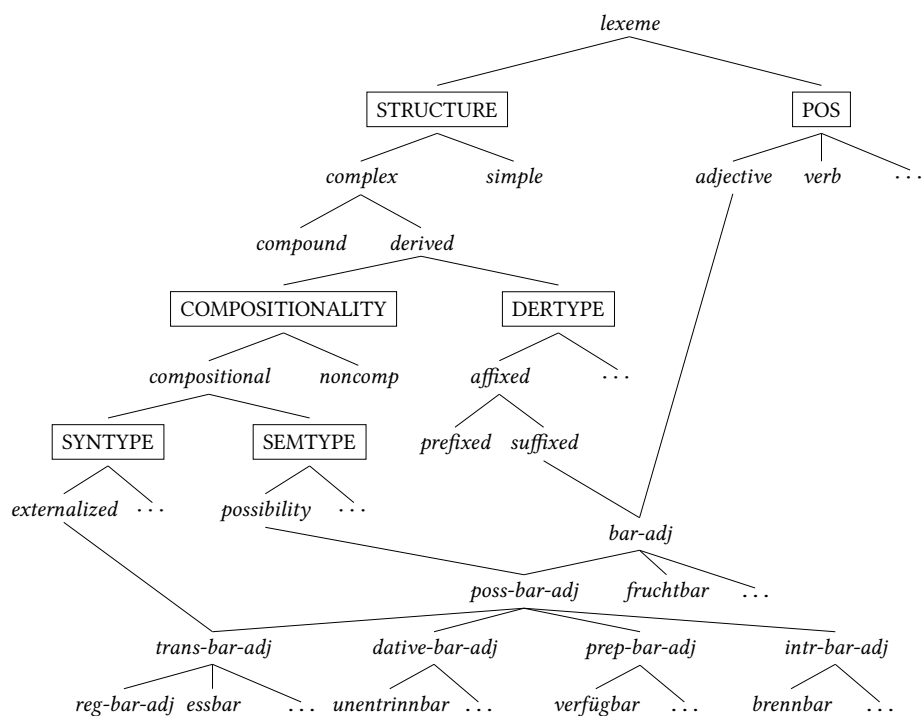 lexeme
STRUCTURE POS
complex simple adjective verb ...
compound derived
COMPOSITIONALITY DERTYPE
compositional noncomp affixed ...
SYNTYPE SEMTYPE prefixed suffixed
externalized ... possibility ...
bar-adj
poss-bar-adj fruchtbar ...
trans-bar-adj dative-bar-adj prep-bar-adj intr-bar-adj
reg-bar-adj essbar ... unentrinnbar ... verfügbar ... brennbar ...